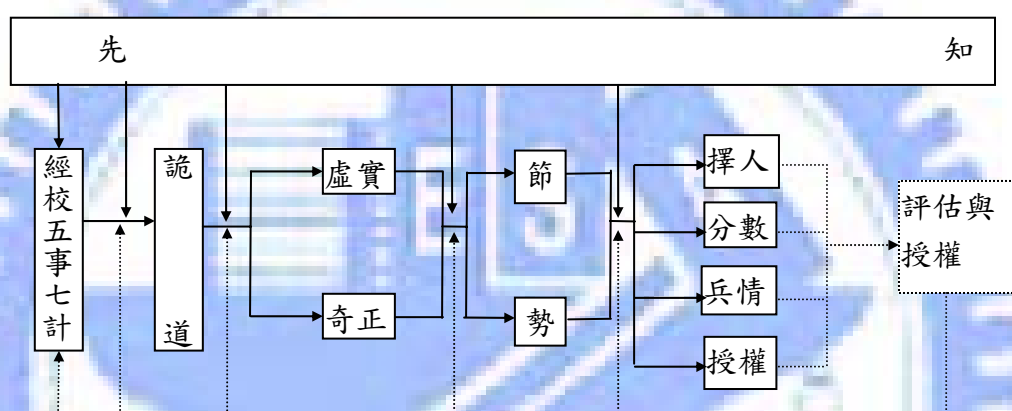 先 知
經校五事七計
詭 道
虛實
奇正
節
勢
擇人
分數
兵情
授權
評估與
授權